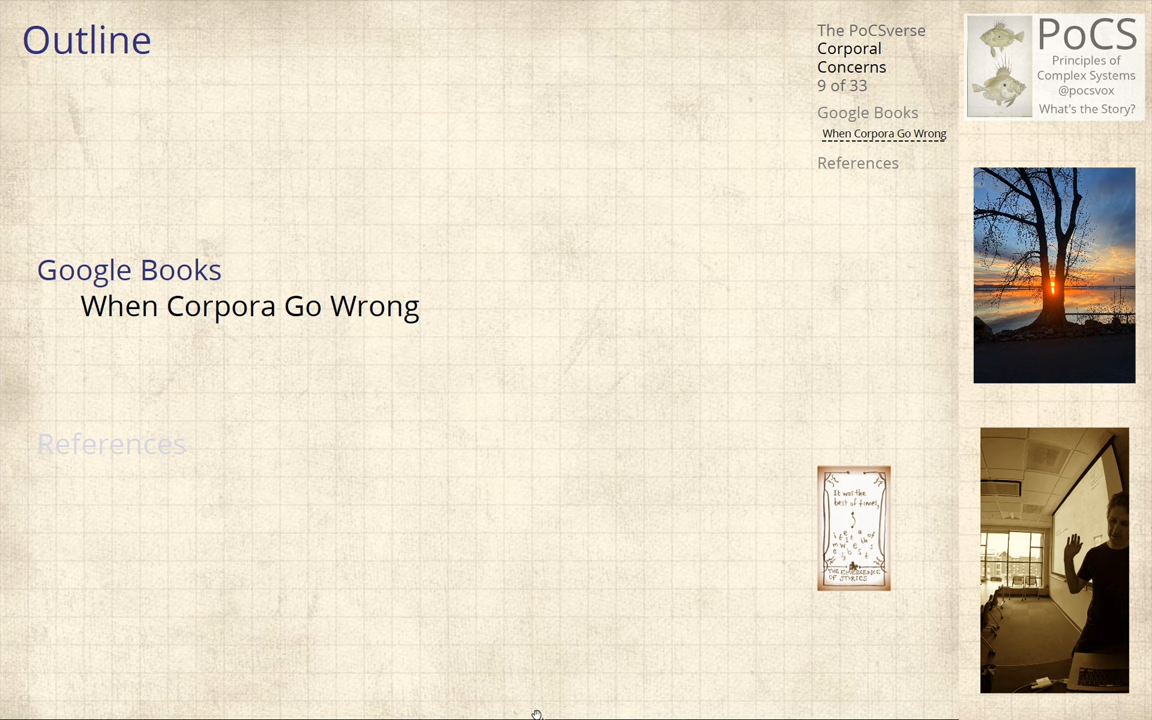 Outline
Google Books
When Corpora Go Wrong
References
The PoCSverse
Corporal
Concerns
9 of 33
Google Books
When Corpora Go Wrong
References
PoCS
Principles of
Complex Systems
@pocsvox
What's the Story?
It was the
best of times,
THE EMERGENCE
OF STORIES